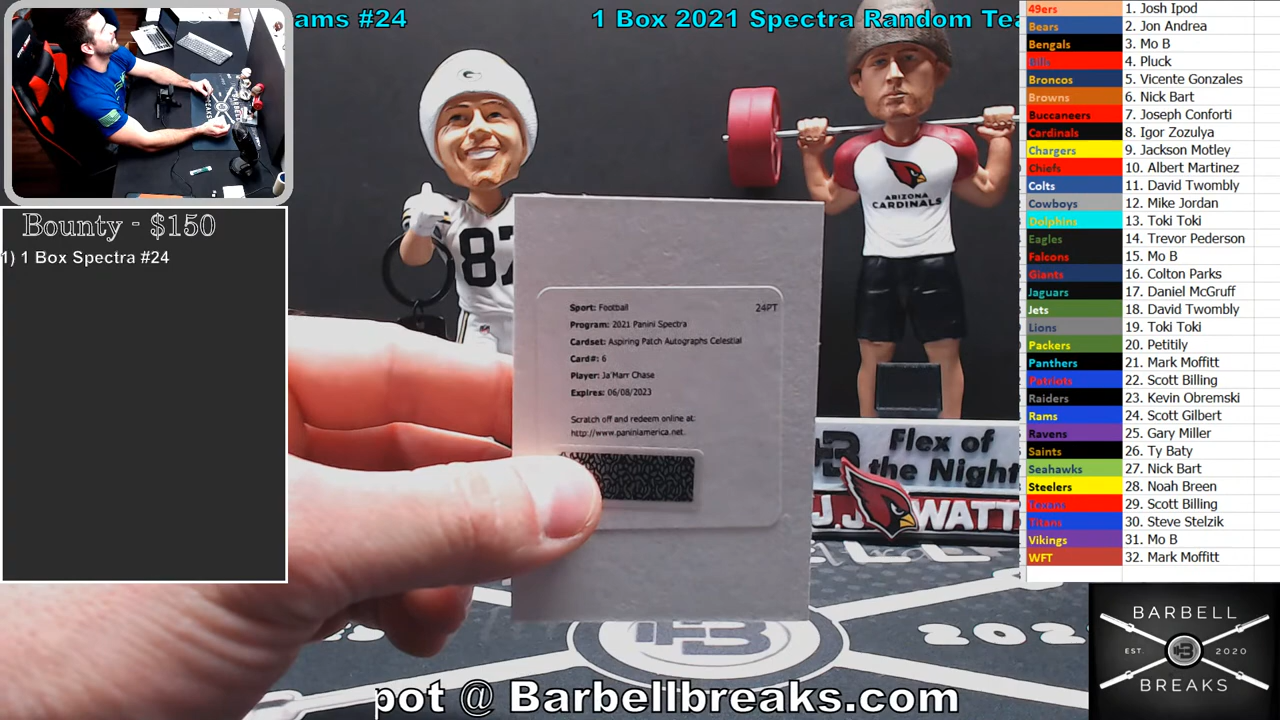 ams #24
1 Box 2021 Spectra Random Tea
Bounty - $150
1) 1 Box Spectra #24
BARBELL
G
87
ARIZONA
CARDINALS
Sport: Football
24PT
Program: 2021 Panini Spectra
Cardset: Aspiring Patch Autographs Celestial
Card#: 6
Player: Ja'Marr Chase
Expires: 06/08/2023
Scratch off and redeem online at:
http://www.paniniamerica.net.
Flex of
the Night
J.J. WATT
202
pot @ Barbellbreaks.com
49ers 1. Josh Ipod
Bears 2. Jon Andrea
Bengals 3. Mo B
Bills 4. Pluck
Broncos 5. Vicente Gonzales
Browns 6. Nick Bart
Buccaneers 7. Joseph Conforti
Cardinals 8. Igor Zozulya
Chargers 9. Jackson Motley
Chiefs 10. Albert Martinez
Colts 11. David Twombly
Cowboys 12. Mike Jordan
Dolphins 13. Toki Toki
Eagles 14. Trevor Pederson
Falcons 15. Mo B
Giants 16. Colton Parks
Jaguars 17. Daniel McGruff
Jets 18. David Twombly
Lions 19. Toki Toki
Packers 20. Petitily
Panthers 21. Mark Moffitt
Patriots 22. Scott Billing
Raiders 23. Kevin Obremski
Rams 24. Scott Gilbert
Ravens 25. Gary Miller
Saints 26. Ty Baty
Seahawks 27. Nick Bart
Steelers 28. Noah Breen
Texans 29. Scott Billing
Titans 30. Steve Stelzik
Vikings 31. Mo B
WFT 32. Mark Moffitt
BARBELL
EST. 2020
BREAKS